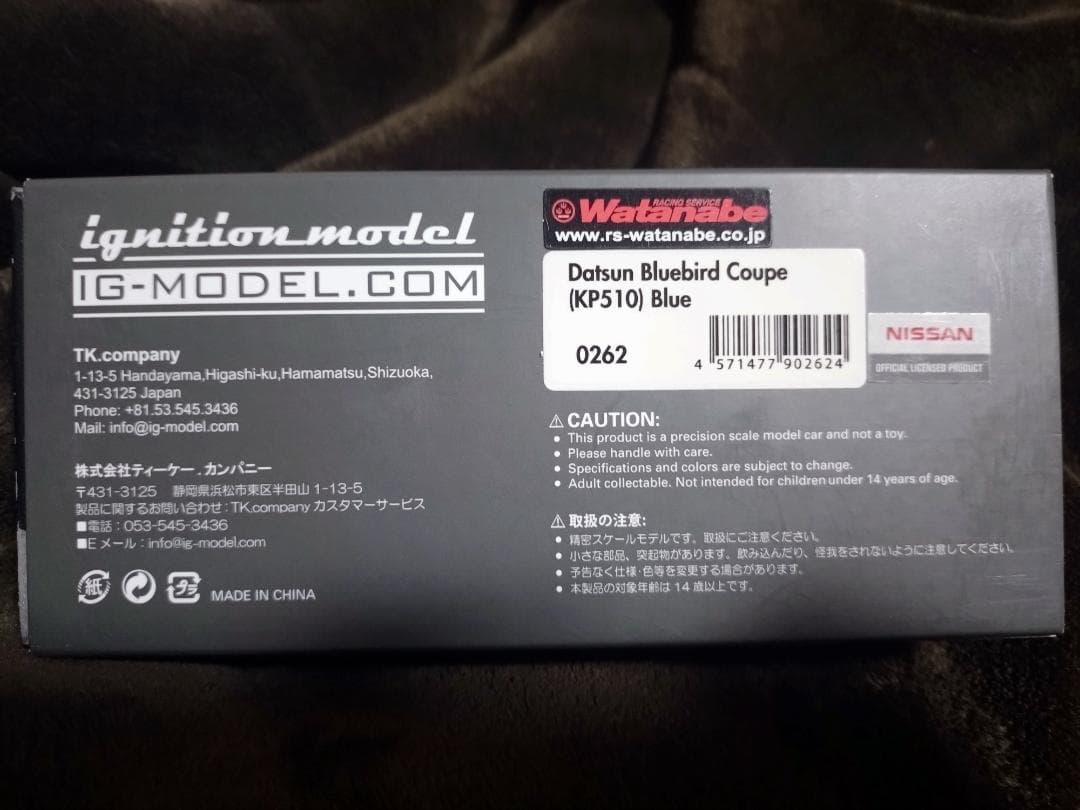 ignition model
IG-MODEL.COM
TK.company
1-13-5 Handayama,Higashi-ku,Hamamatsu,Shizuoka,
431-3125 Japan
Phone: +81.53.545.3436
Mail: info@ig-model.com
株式会社ティーケー.カンパニー
〒431-3125 静岡県浜松市東区半田山 1-13-5
製品に関するお問い合わせ:TK.company カスタマーサービス
■電話:053-545-3436
■E メール:info@ig-model.com
紙 プラ MADE IN CHINA
RACING SERVICE
Watanabe
www.rs-watanabe.co.jp
Datsun Bluebird Coupe
(KP510) Blue
0262
4 571477 902624
NISSAN
OFFICIAL LICENSED PRODUCT
⚠CAUTION:
● This product is a precision scale model car and not a toy.
● Please handle with care.
● Specifications and colors are subject to change.
● Adult collectable. Not intended for children under 14 years of age.
⚠取扱の注意:
● 精密スケールモデルです。取扱にご注意ください。
● 小さな部品、突起物があります。飲み込んだり、怪我をされないように注意してください。
● 予告なく仕様・色等を変更する場合があります。
● 本製品の対象年齢は 14 歳以上です。